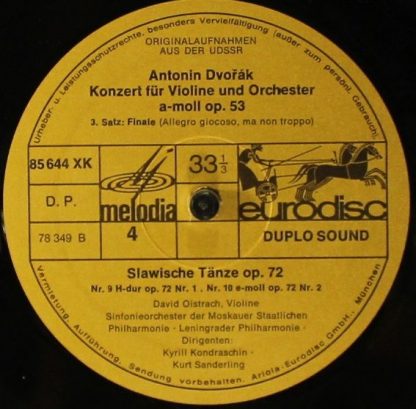 Urheber- u. Leistungsschutzrechte, besonders Vervielfältigung (außer zum persönl. Gebrauch),
ORIGINALAUFNAHMEN
AUS DER UDSSR
Antonin Dvořák
Konzert für Violine und Orchester
a-moll op. 53
3. Satz: Finale (Allegro giocoso, ma non troppo)
85 644 XK
33 1/3
D. P.
melodia
eurodisc
78 349 B
4
DUPLO SOUND
Slawische Tänze op. 72
Nr. 9 H-dur op. 72 Nr. 1 . Nr. 10 e-moll op. 72 Nr. 2
David Oistrach, Violine
Sinfonieorchester der Moskauer Staatlichen
Philharmonie · Leningrader Philharmonie ·
Dirigenten:
Kyrill Kondraschin ·
Kurt Sanderling
Vermietung, Aufführung, Sendung vorbehalten. Ariola-Eurodisc GmbH., München